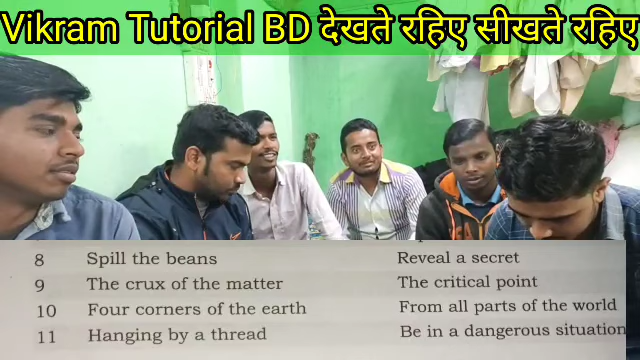 Vikram Tutorial BD देखते रहिए सीखते रहिए
8 Spill the beans Reveal a secret
9 The crux of the matter The critical point
10 Four corners of the earth From all parts of the world
11 Hanging by a thread Be in a dangerous situation